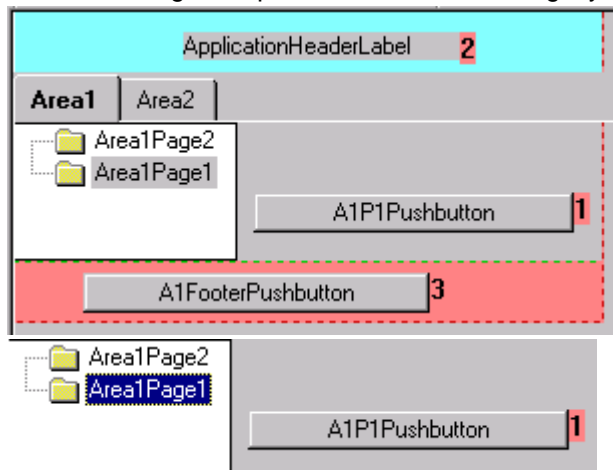 ApplicationHeaderLabel 2
Area1 Area2
Area1Page2
Area1Page1
A1P1Pushbutton 1
A1FooterPushbutton 3
Area1Page2
Area1Page1
A1P1Pushbutton 1